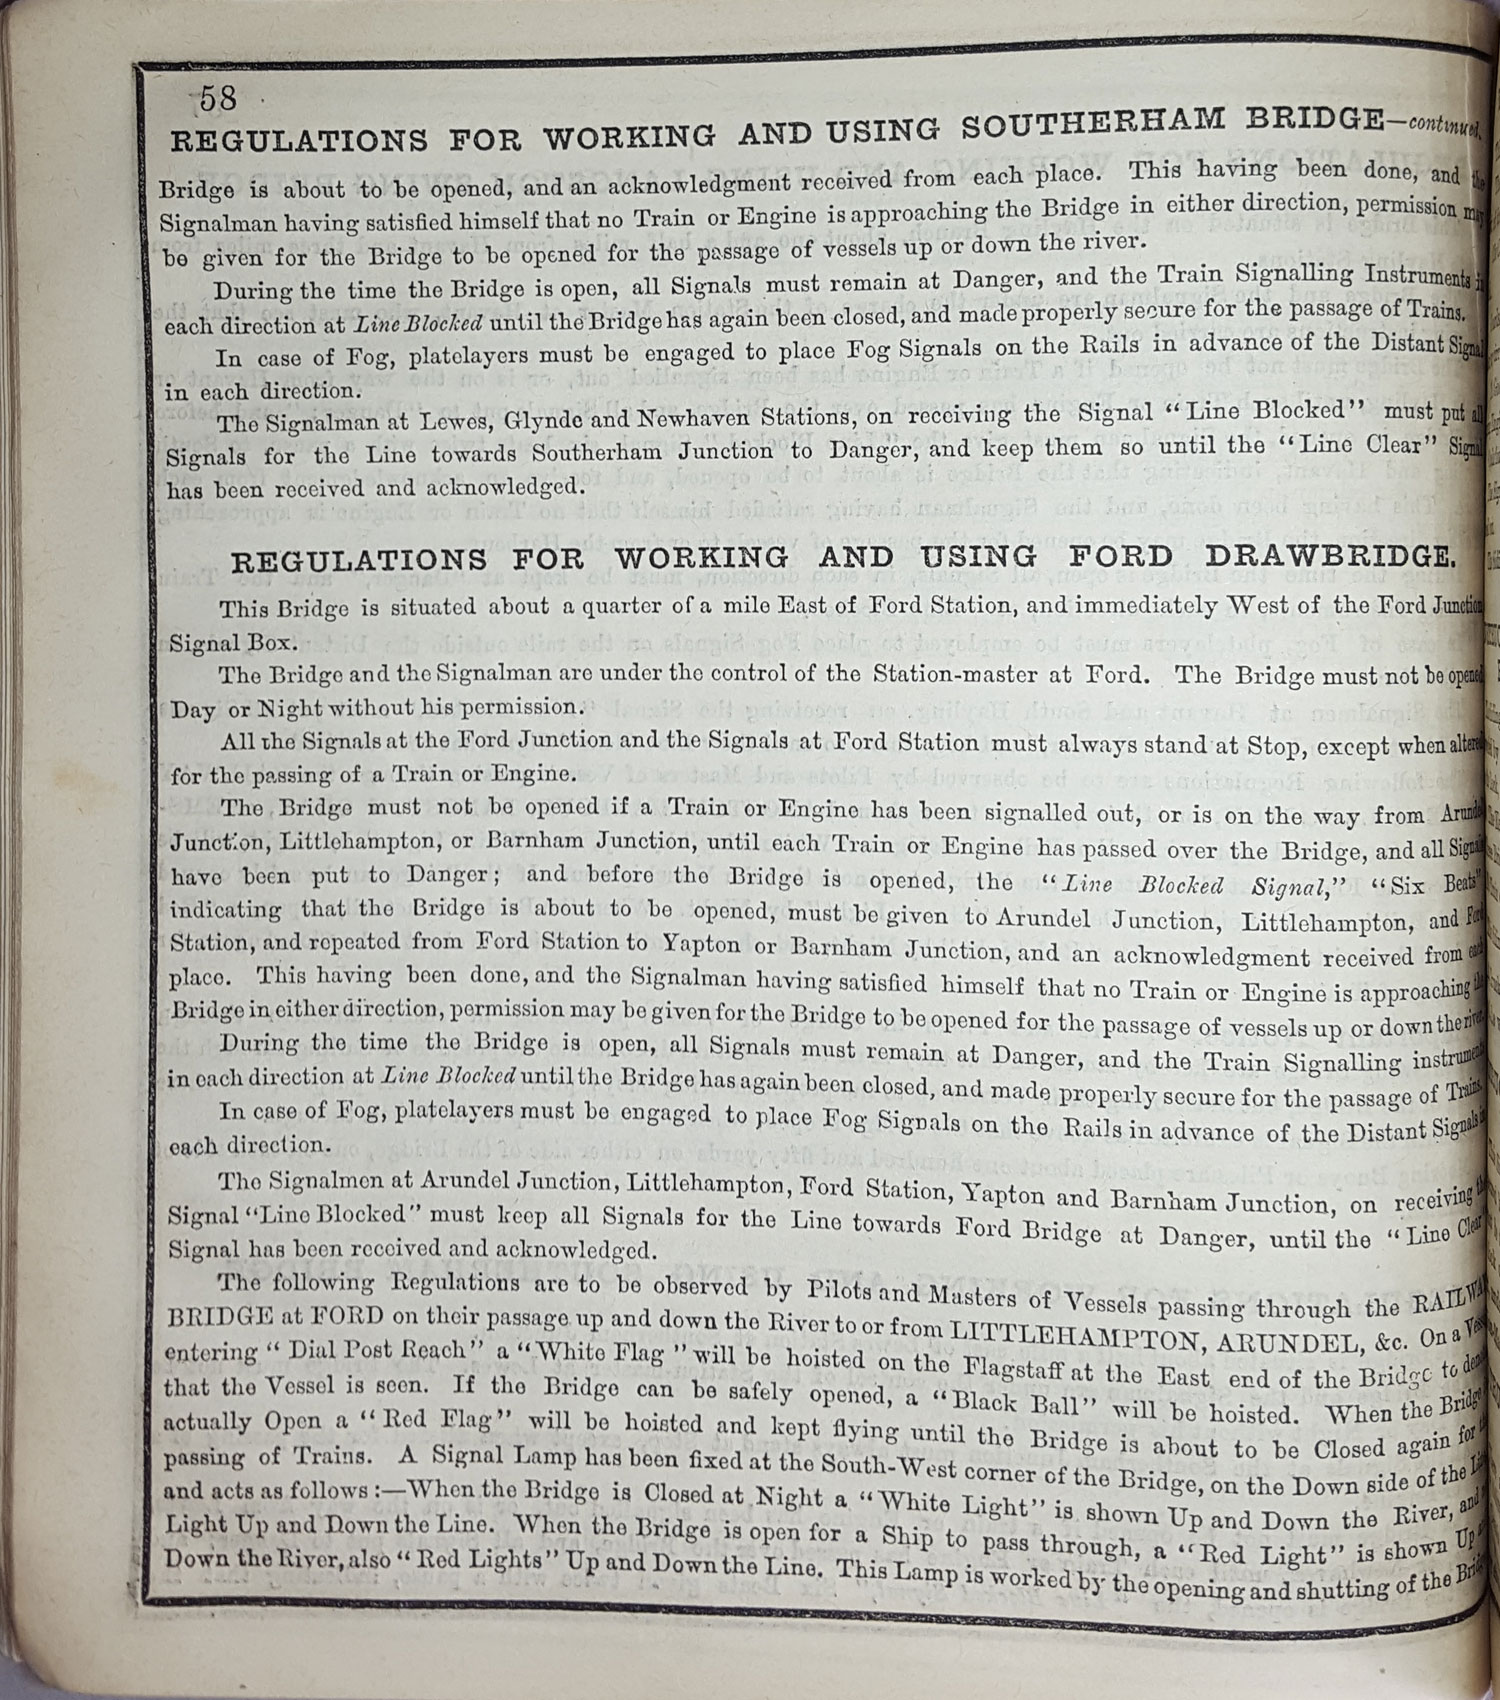 58
REGULATIONS FOR WORKING AND USING SOUTHERHAM BRIDGE—continued.
Bridge is about to be opened, and an acknowledgment received from each place. This having been done, and the
Signalman having satisfied himself that no Train or Engine is approaching the Bridge in either direction, permission may
be given for the Bridge to be opened for the passage of vessels up or down the river.
During the time the Bridge is open, all Signals must remain at Danger, and the Train Signalling Instruments in
each direction at Line Blocked until the Bridge has again been closed, and made properly secure for the passage of Trains.
In case of Fog, platelayers must be engaged to place Fog Signals on the Rails in advance of the Distant Signal
in each direction.
The Signalman at Lewes, Glynde and Newhaven Stations, on receiving the Signal "Line Blocked" must put all
Signals for the Line towards Southerham Junction to Danger, and keep them so until the "Line Clear" Signal
has been received and acknowledged.
REGULATIONS FOR WORKING AND USING FORD DRAWBRIDGE.
This Bridge is situated about a quarter of a mile East of Ford Station, and immediately West of the Ford Junction
Signal Box.
The Bridge and the Signalman are under the control of the Station-master at Ford. The Bridge must not be opened
Day or Night without his permission.
All the Signals at the Ford Junction and the Signals at Ford Station must always stand at Stop, except when altered
for the passing of a Train or Engine.
The Bridge must not be opened if a Train or Engine has been signalled out, or is on the way from Arundel
Junction, Littlehampton, or Barnham Junction, until each Train or Engine has passed over the Bridge, and all Signals
have been put to Danger; and before the Bridge is opened, the "Line Blocked Signal," "Six Beats"
indicating that the Bridge is about to be opened, must be given to Arundel Junction, Littlehampton, and Ford
Station, and repeated from Ford Station to Yapton or Barnham Junction, and an acknowledgment received from each
place. This having been done, and the Signalman having satisfied himself that no Train or Engine is approaching the
Bridge in either direction, permission may be given for the Bridge to be opened for the passage of vessels up or down the river.
During the time the Bridge is open, all Signals must remain at Danger, and the Train Signalling instruments
in each direction at Line Blocked until the Bridge has again been closed, and made properly secure for the passage of Trains.
In case of Fog, platelayers must be engaged to place Fog Signals on the Rails in advance of the Distant Signals in
each direction.
The Signalmen at Arundel Junction, Littlehampton, Ford Station, Yapton and Barnham Junction, on receiving the
Signal "Line Blocked" must keep all Signals for the Line towards Ford Bridge at Danger, until the "Line Clear"
Signal has been received and acknowledged.
The following Regulations are to be observed by Pilots and Masters of Vessels passing through the RAILWAY
BRIDGE at FORD on their passage up and down the River to or from LITTLEHAMPTON, ARUNDEL, &c. On a Vessel
entering "Dial Post Reach" a "White Flag" will be hoisted on the Flagstaff at the East end of the Bridge to denote
that the Vessel is seen. If the Bridge can be safely opened, a "Black Ball" will be hoisted. When the Bridge
actually Open a "Red Flag" will be hoisted and kept flying until the Bridge is about to be Closed again for the
passing of Trains. A Signal Lamp has been fixed at the South-West corner of the Bridge, on the Down side of the Line
and acts as follows:—When the Bridge is Closed at Night a "White Light" is shown Up and Down the River, and
Light Up and Down the Line. When the Bridge is open for a Ship to pass through, a "Red Light" is shown Up
Down the River, also "Red Lights" Up and Down the Line. This Lamp is worked by the opening and shutting of the Bridge